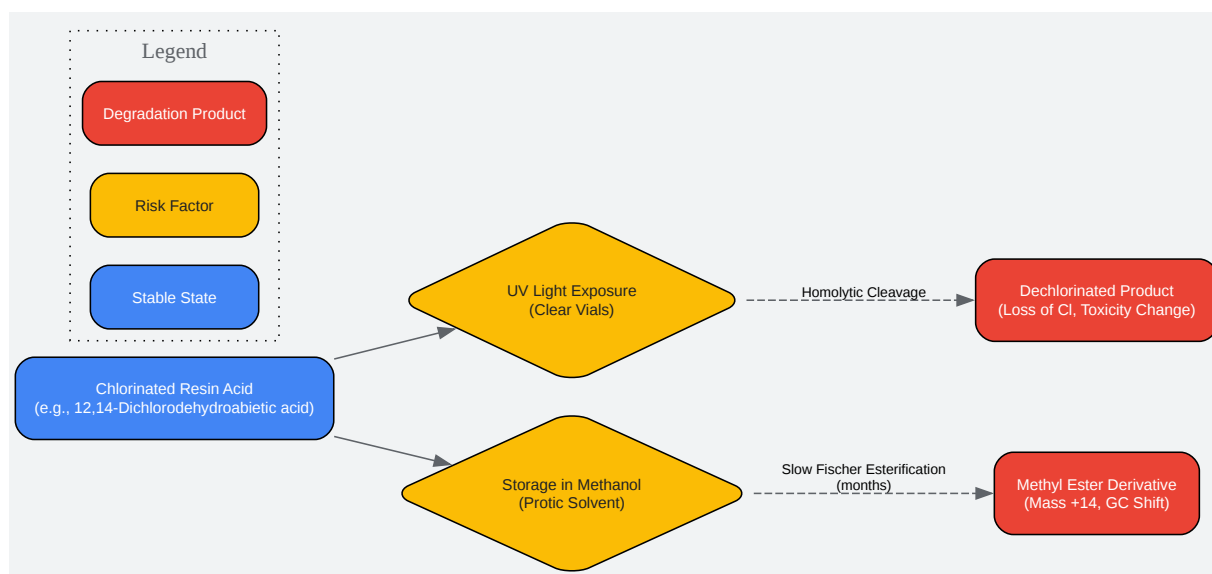 Legend
Degradation Product
Risk Factor
Stable State
Chlorinated Resin Acid
(e.g., 12,14-Dichlorodehydroabietic acid)
UV Light Exposure
(Clear Vials)
Homolytic Cleavage
Dechlorinated Product
(Loss of Cl, Toxicity Change)
Storage in Methanol
(Protic Solvent)
Slow Fischer Esterification
(months)
Methyl Ester Derivative
(Mass +14, GC Shift)